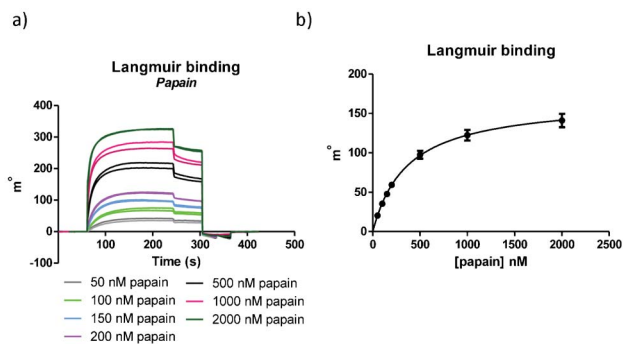 a)
Langmuir binding
Papain
400
300
200
100
0
-100
m°
100 200 300 400 500
Time (s)
50 nM papain
100 nM papain
150 nM papain
200 nM papain
500 nM papain
1000 nM papain
2000 nM papain
b)
Langmuir binding
200
150
100
50
0
m°
0 500 1000 1500 2000 2500
[papain] nM